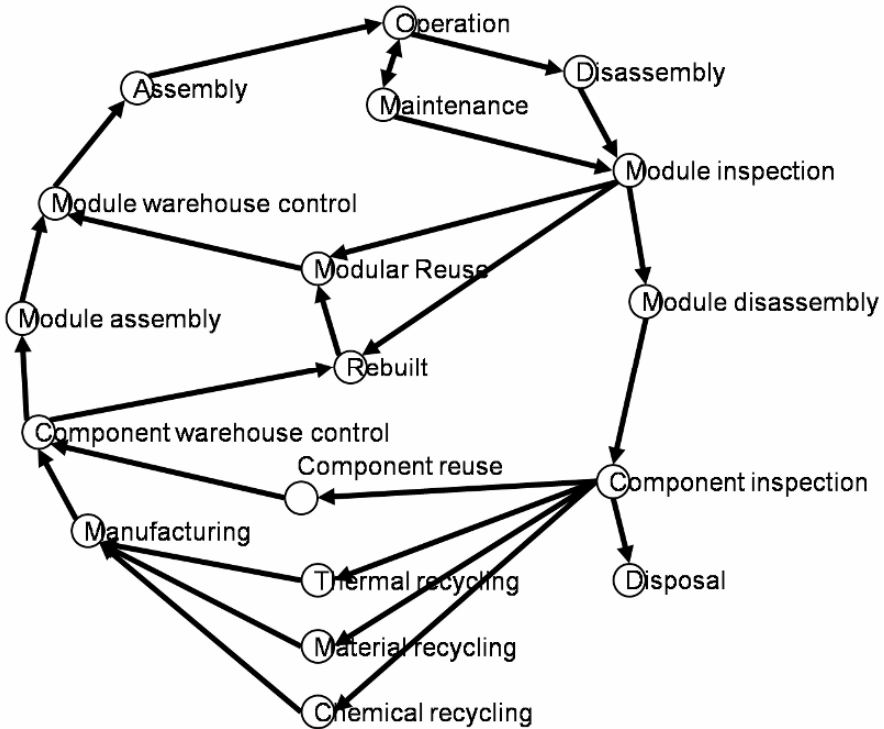 Operation
Disassembly
Assembly
Maintenance
Module inspection
Module warehouse control
Modular Reuse
Module disassembly
Module assembly
Rebuilt
Component warehouse control
Component reuse
Component inspection
Manufacturing
Thermal recycling
Disposal
Material recycling
Chemical recycling